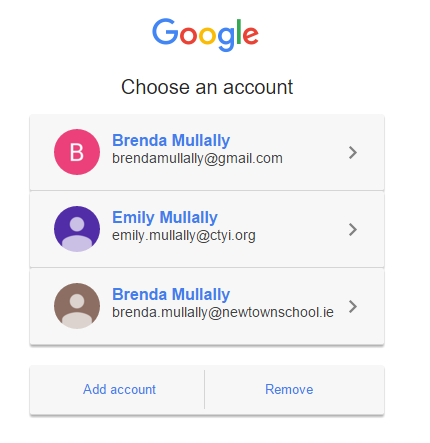 Google
Choose an account
B
Brenda Mullally
brendamullally@gmail.com
Emily Mullally
emily.mullally@ctyi.org
Brenda Mullally
brenda.mullally@newtownschool.ie
Add account
Remove